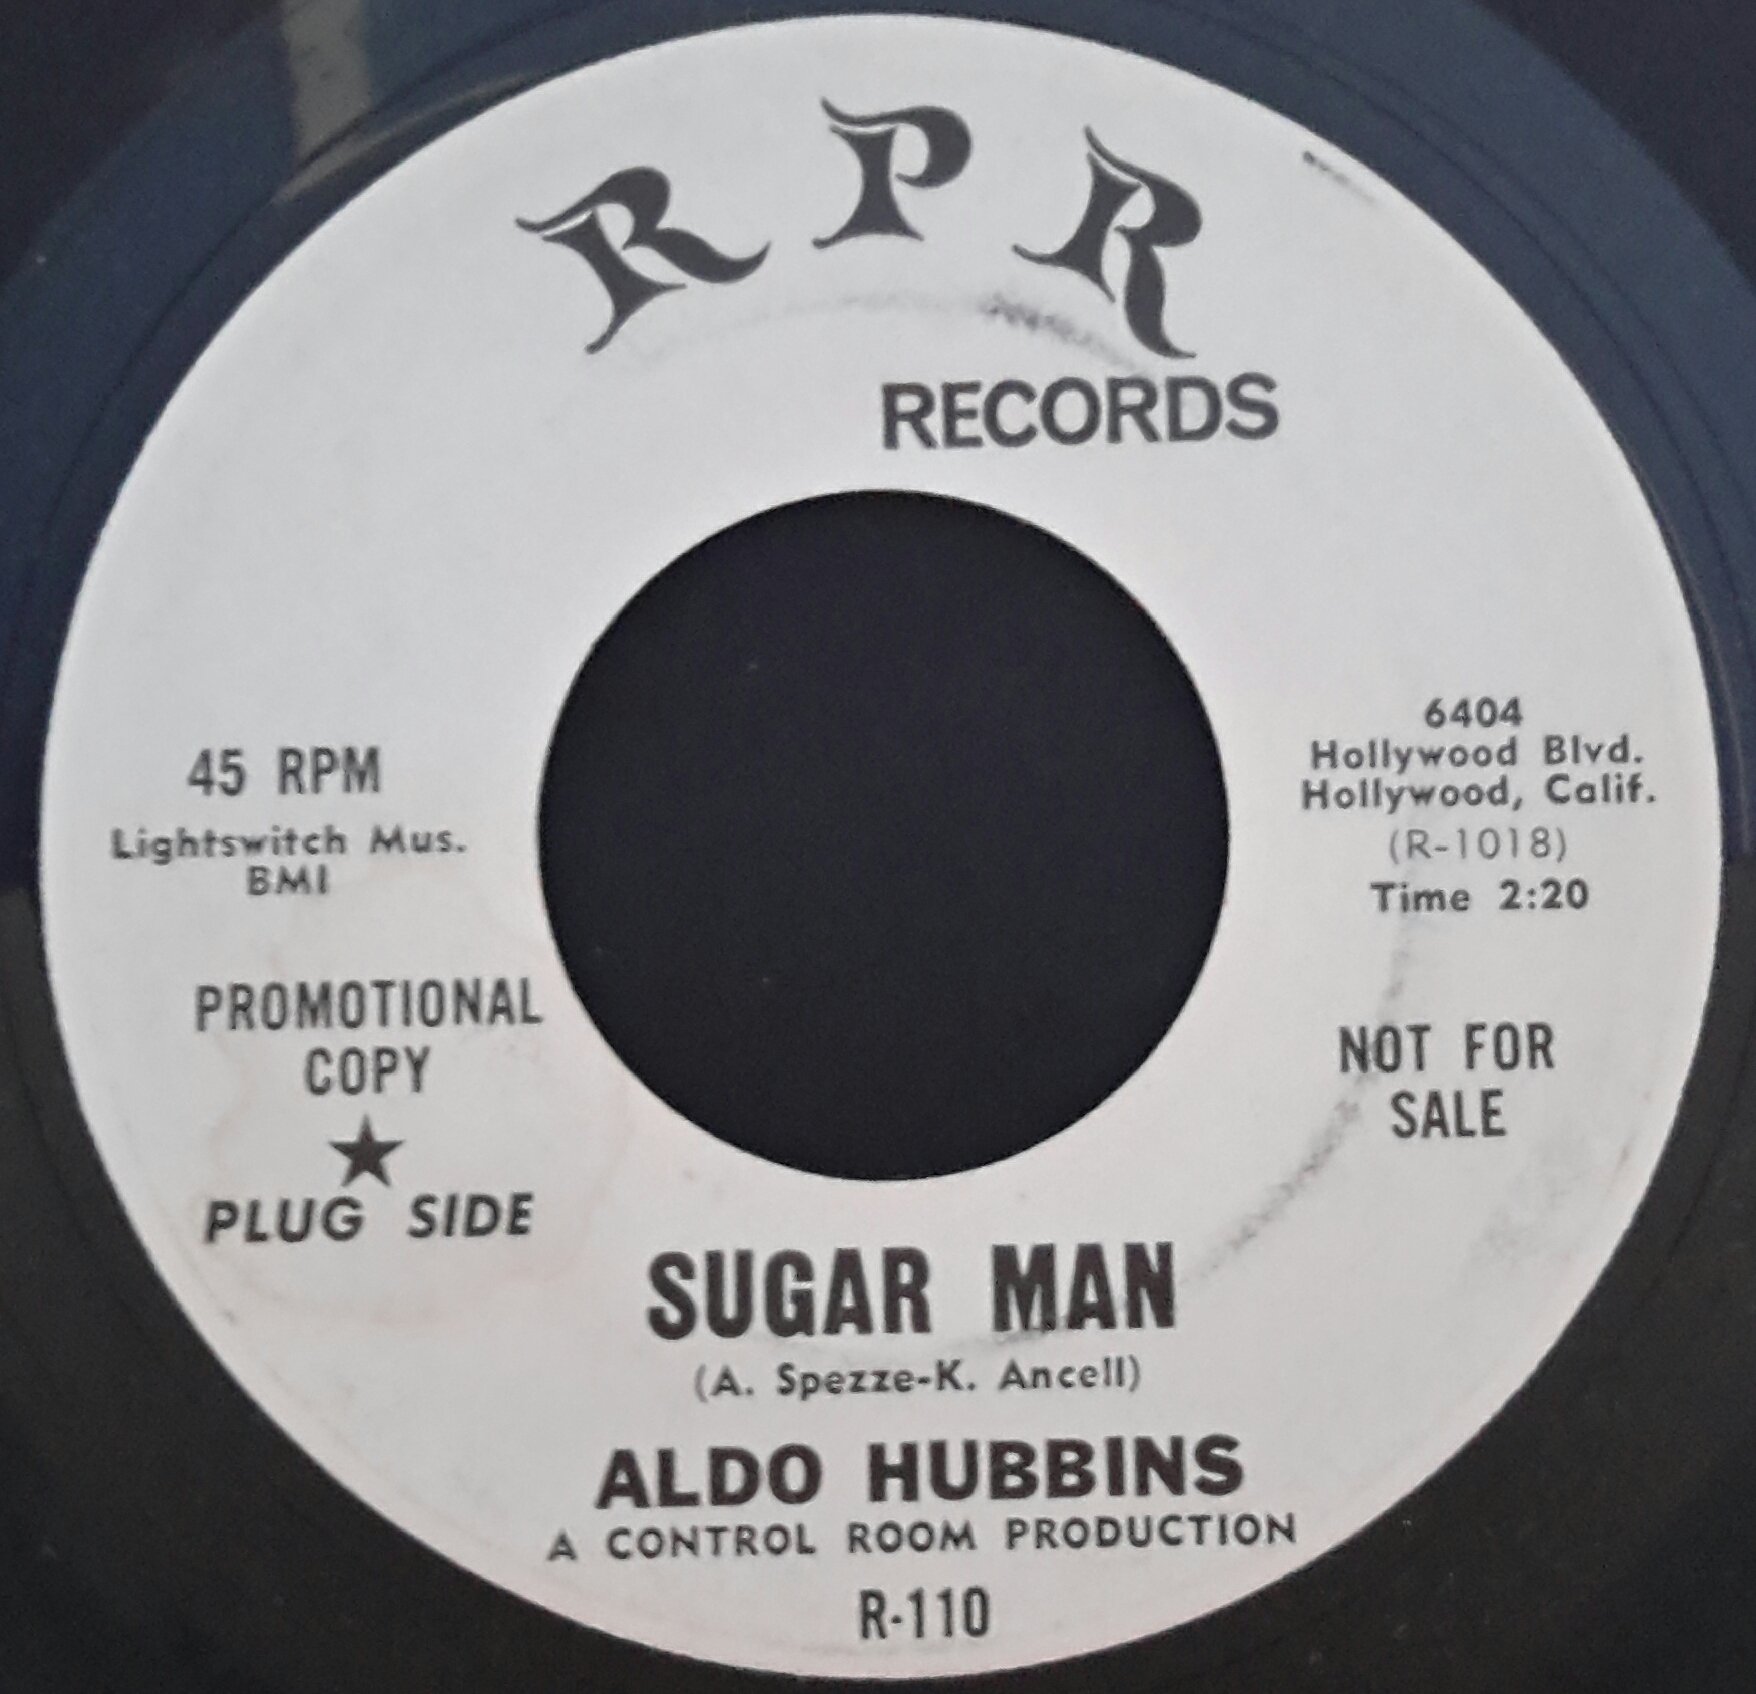 RPR
RECORDS
45 RPM
Lightswitch Mus.
BMI
PROMOTIONAL
COPY
★
PLUG SIDE
6404
Hollywood Blvd.
Hollywood, Calif.
(R-1018)
Time 2:20
NOT FOR
SALE
SUGAR MAN
(A. Spezze-K. Ancell)
ALDO HUBBINS
A CONTROL ROOM PRODUCTION
R-110